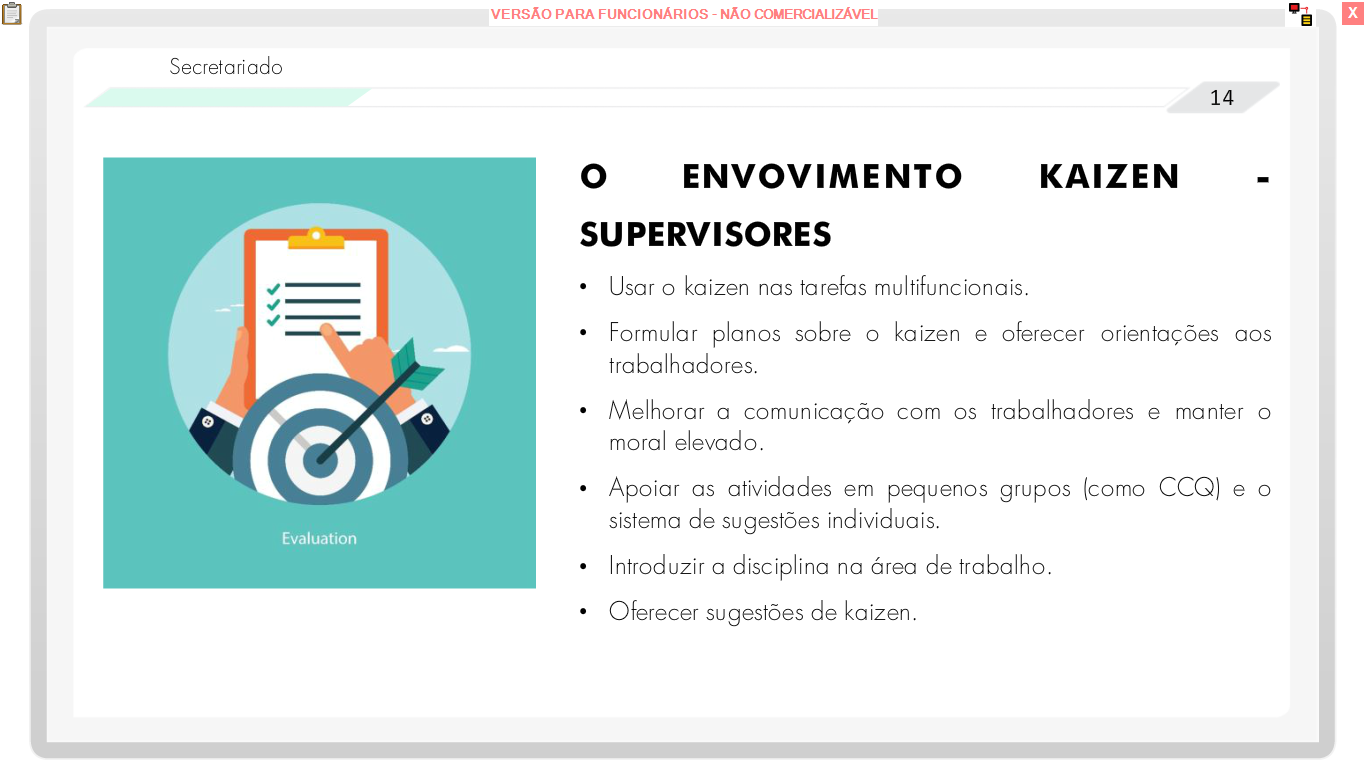 VERSÃO PARA FUNCIONÁRIOS - NÃO COMERCIALIZÁVEL
X
Secretariado
14
O ENVOVIMENTO KAIZEN -
SUPERVISORES
• Usar o kaizen nas tarefas multifuncionais.
• Formular planos sobre o kaizen e oferecer orientações aos
trabalhadores.
• Melhorar a comunicação com os trabalhadores e manter o
moral elevado.
• Apoiar as atividades em pequenos grupos (como CCQ) e o
sistema de sugestões individuais.
• Introduzir a disciplina na área de trabalho.
• Oferecer sugestões de kaizen.
Evaluation